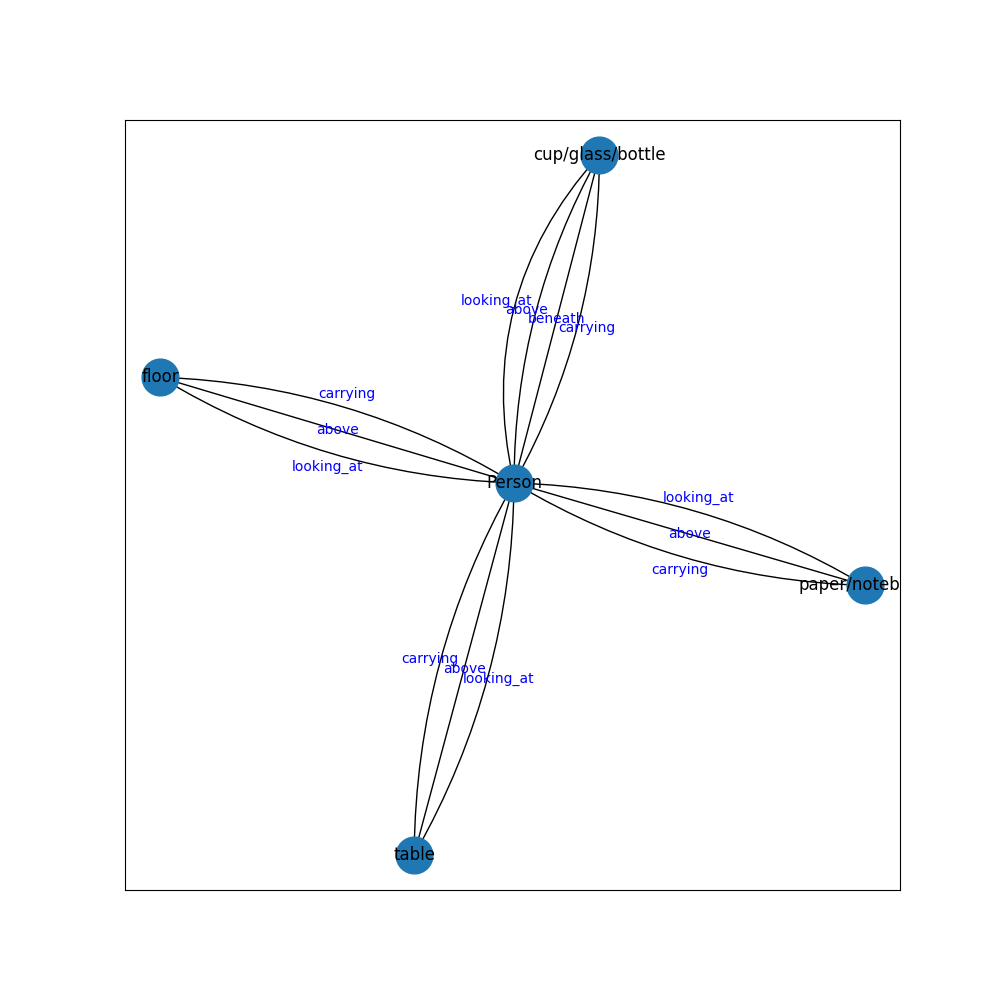 cup/glass/bottle
looking_at
above
beneath
carrying
floor
carrying
above
looking_at
Person
looking_at
above
carrying
paper/noteb
carrying
above
looking_at
table